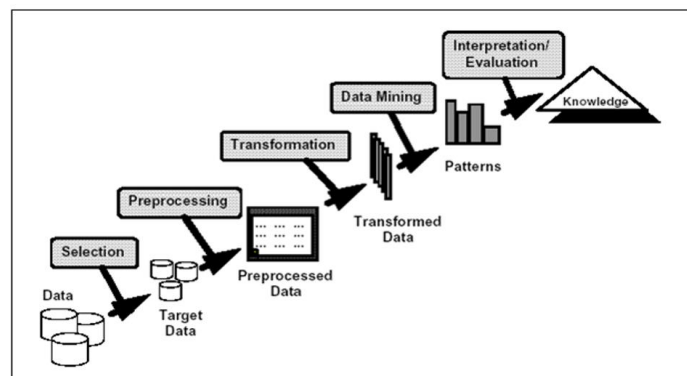 Interpretation/
Evaluation
Data Mining
Knowledge
Transformation
Patterns
Preprocessing
Transformed
Data
Selection
Preprocessed
Data
Data
Target
Data